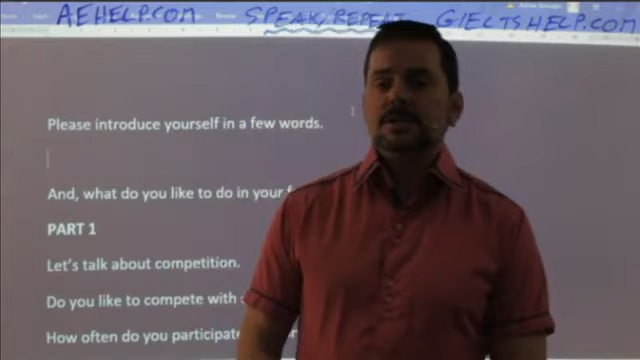 AEHELP.COM SPEAK/REPEAT GIELTSHELP.COM
Please introduce yourself in a few words.
And, what do you like to do in your
PART 1
Let's talk about competition.
Do you like to compete with
How often do you participate